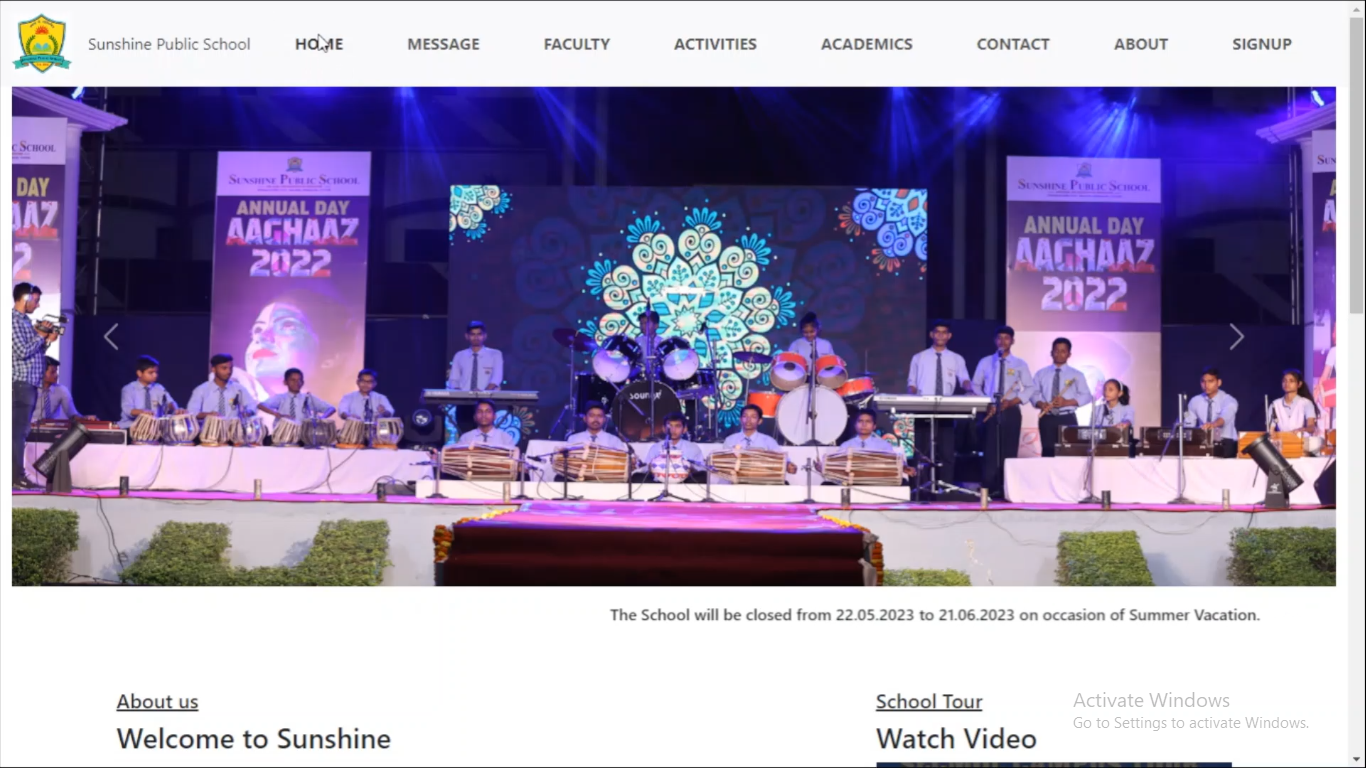 Sunshine Public School
HOME
MESSAGE
FACULTY
ACTIVITIES
ACADEMICS
CONTACT
ABOUT
SIGNUP
SUNSHINE PUBLIC SCHOOL
ANNUAL DAY
AAGHAAZ
2022
SUNSHINE PUBLIC SCHOOL
ANNUAL DAY
AAGHAAZ
2022
SCHOOL
DAY
The School will be closed from 22.05.2023 to 21.06.2023 on occasion of Summer Vacation.
About us
Welcome to Sunshine
School Tour
Watch Video
Activate Windows
Go to Settings to activate Windows.